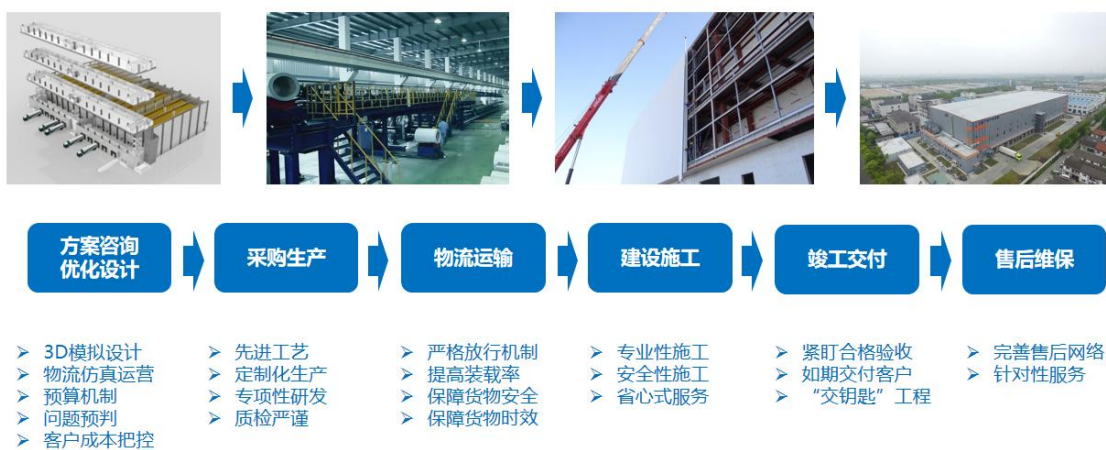 方案咨询
优化设计
采购生产
物流运输
建设施工
竣工交付
售后维保
3D模拟设计
物流仿真运营
预算机制
问题预判
客户成本把控
先进工艺
定制化生产
专项性研发
质检严谨
严格放行机制
提高装载率
保障货物安全
保障货物时效
专业性施工
安全性施工
省心式服务
紧盯合格验收
如期交付客户
“交钥匙”工程
完善售后网络
针对性服务